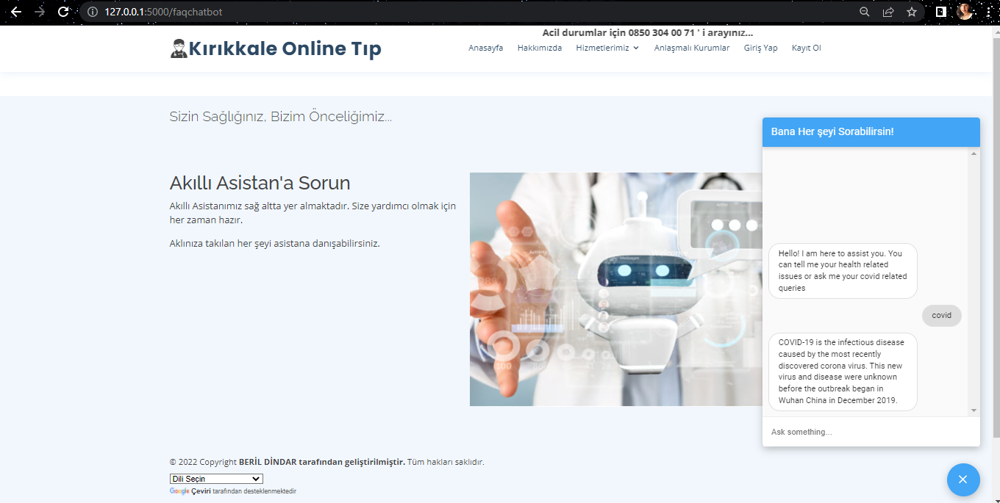 127.0.0.1:5000/faqchatbot
Acil durumlar için 0850 304 00 71 ' i arayınız...
Kırıkkale Online Tıp
Anasayfa Hakkımızda Hizmetlerimiz Anlaşmalı Kurumlar Giriş Yap Kayıt Ol
Sizin Sağlığınız, Bizim Önceliğimiz...
Akıllı Asistan'a Sorun
Akıllı Asistanımız sağ altta yer almaktadır. Size yardımcı olmak için
her zaman hazır.
Aklınıza takılan her şeyi asistana danışabilirsiniz.
Bana Her şeyi Sorabilirsin!
Hello! I am here to assist you. You
can tell me your health related
issues or ask me your covid related
queries
covid
COVID-19 is the infectious disease
caused by the most recently
discovered corona virus. This new
virus and disease were unknown
before the outbreak began in
Wuhan China in December 2019.
Ask something...
© 2022 Copyright BERİL DİNDAR tarafından geliştirilmiştir. Tüm hakları saklıdır.
Dili Seçin
Google Çeviri tarafından desteklenmektedir